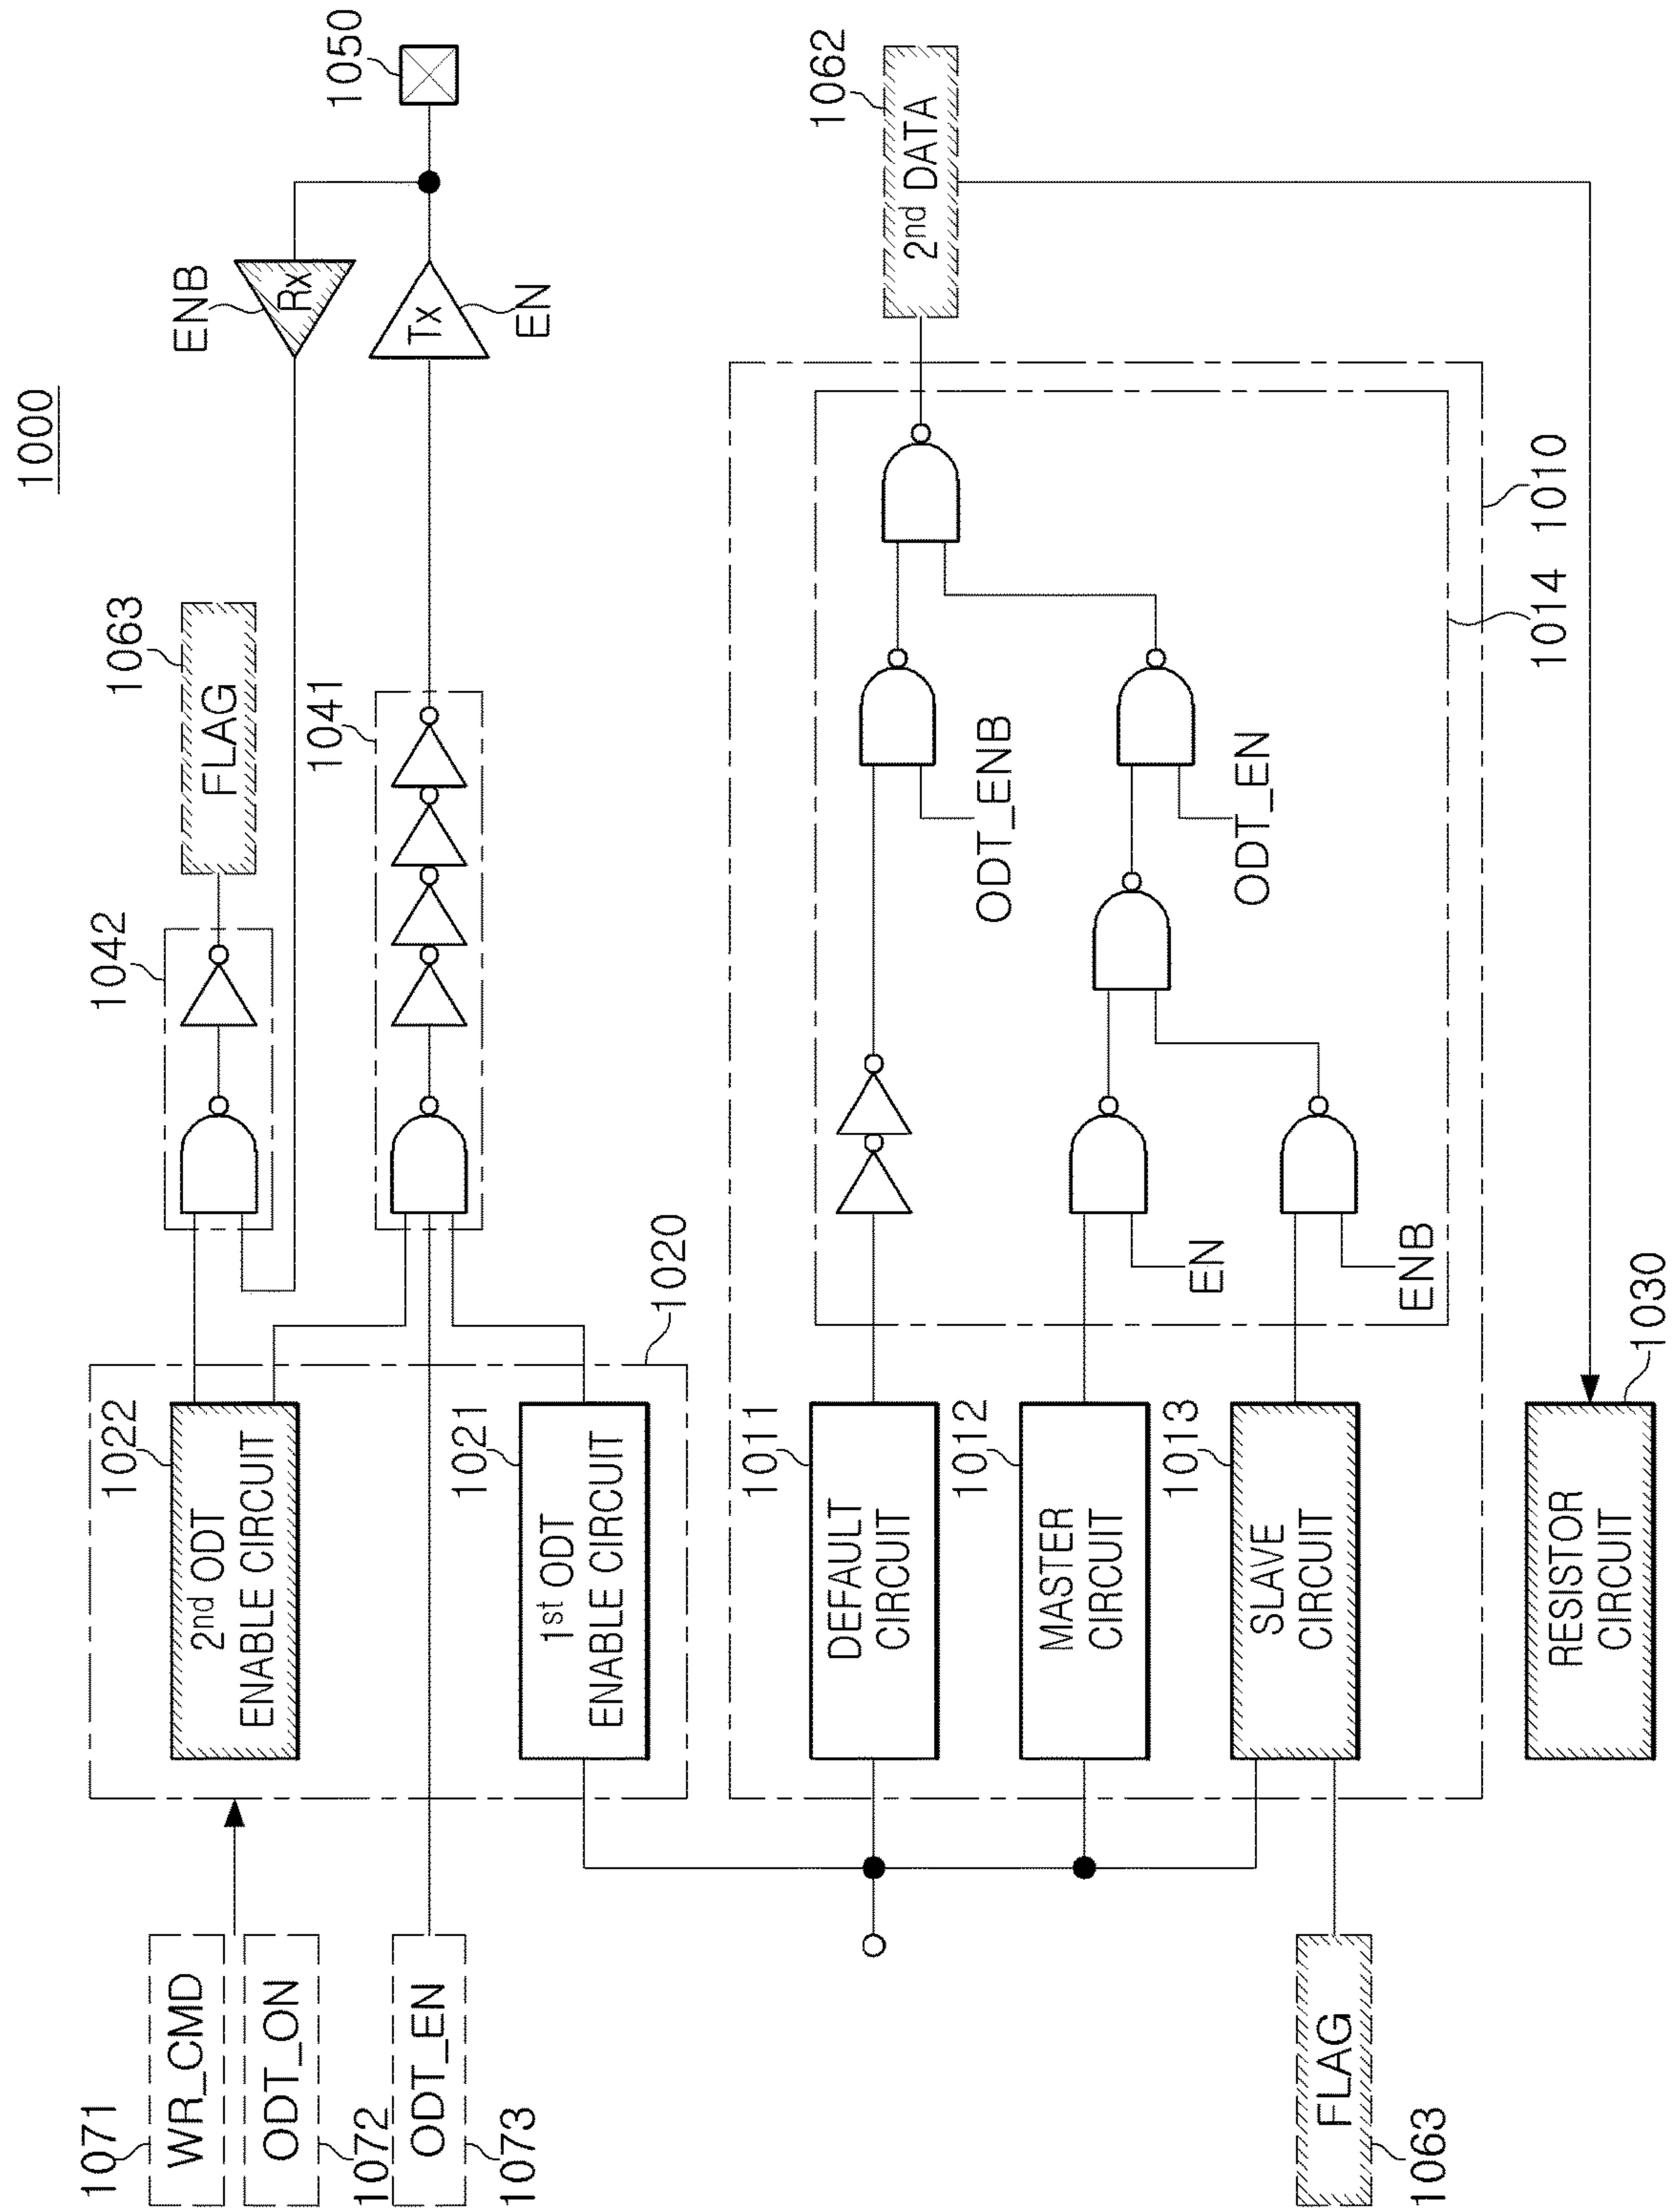 1000
1071
WR_CMD
ODT_ON
1072
ODT_EN
1073
1022
2nd ODT
ENABLE CIRCUIT
1021
1st ODT
ENABLE CIRCUIT
1020
1042
1063
FLAG
1041
ENB
Rx
Tx
EN
1050
1011
DEFAULT
CIRCUIT
1012
MASTER
CIRCUIT
1013
SLAVE
CIRCUIT
EN
ENB
ODT_ENB
ODT_EN
1014
1010
1062
2nd DATA
FLAG
1063
RESISTOR
CIRCUIT
1030